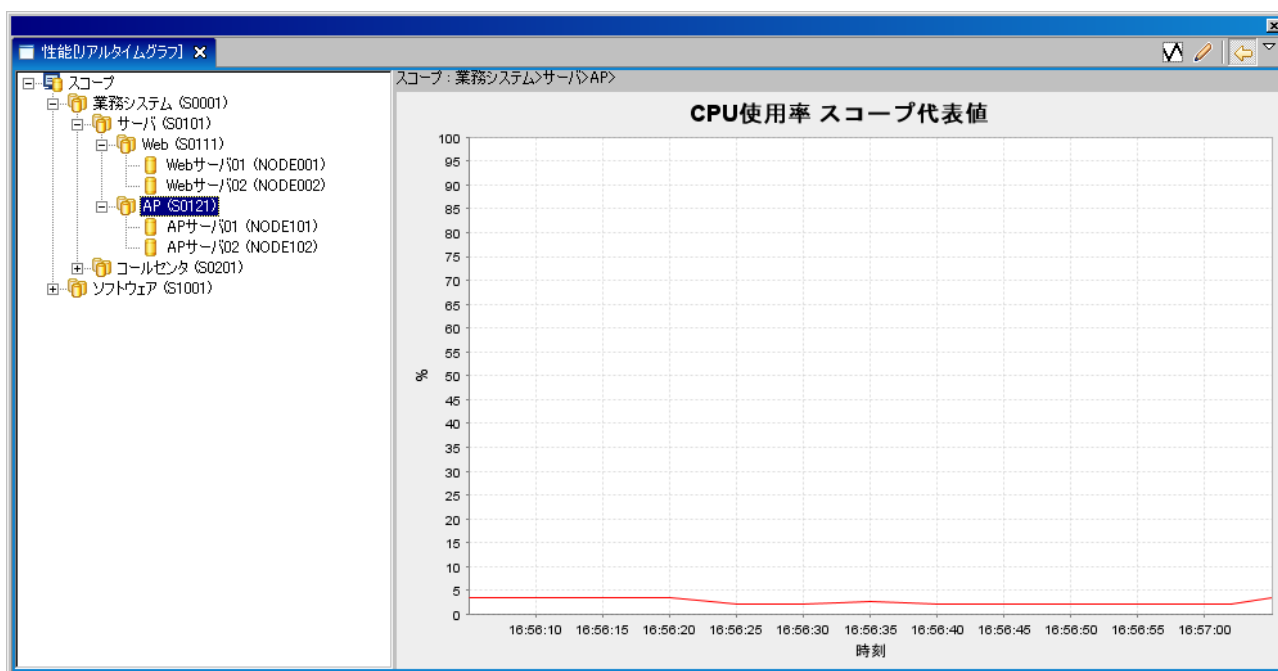 性能[リアルタイムグラフ]
スコープ
業務システム (S0001)
サーバ (S0101)
Web (S0111)
Webサーバ01 (NODE001)
Webサーバ02 (NODE002)
AP (S0121)
APサーバ01 (NODE101)
APサーバ02 (NODE102)
コールセンタ (S0201)
ソフトウェア (S1001)
スコープ : 業務システム>サーバ>AP>
CPU使用率 スコープ代表値
100
95
90
85
80
75
70
65
60
55
50
45
40
35
30
25
20
15
10
5
0
%
16:56:10 16:56:15 16:56:20 16:56:25 16:56:30 16:56:35 16:56:40 16:56:45 16:56:50 16:56:55 16:57:00
時刻